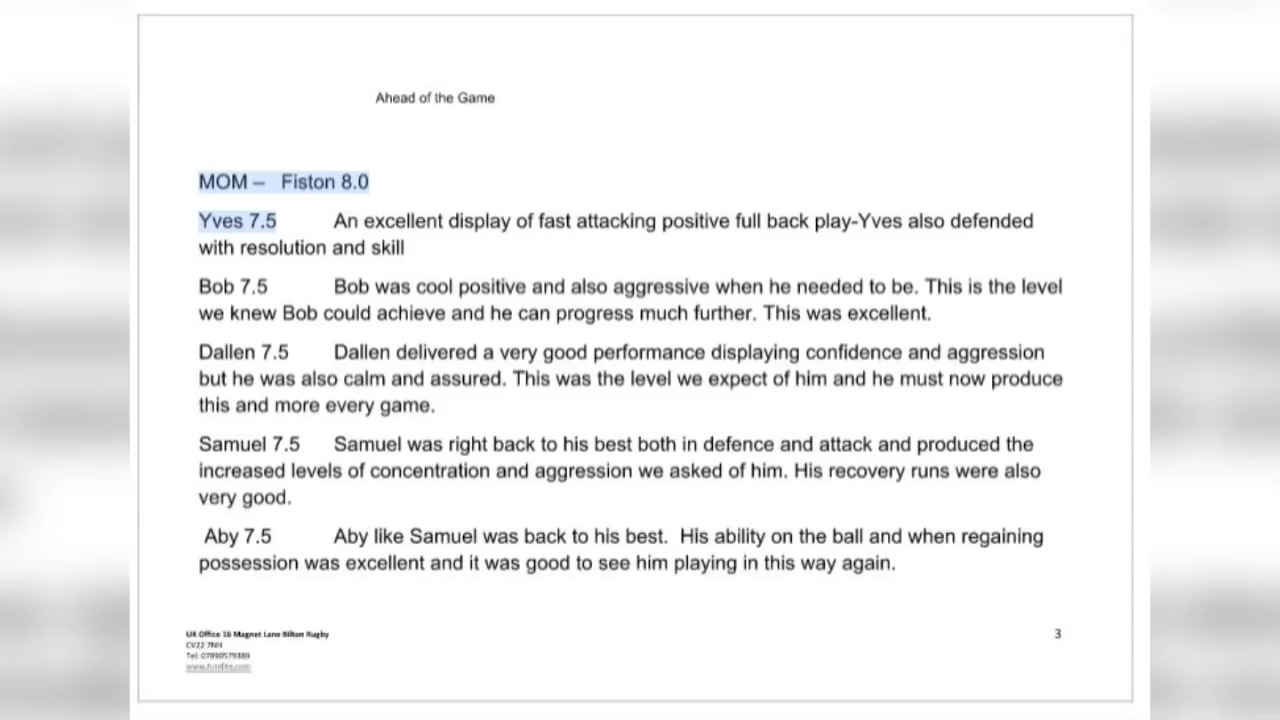 Ahead of the Game
MOM – Fiston 8.0
Yves 7.5 An excellent display of fast attacking positive full back play-Yves also defended
with resolution and skill
Bob 7.5 Bob was cool positive and also aggressive when he needed to be. This is the level
we knew Bob could achieve and he can progress much further. This was excellent.
Dallen 7.5 Dallen delivered a very good performance displaying confidence and aggression
but he was also calm and assured. This was the level we expect of him and he must now produce
this and more every game.
Samuel 7.5 Samuel was right back to his best both in defence and attack and produced the
increased levels of concentration and aggression we asked of him. His recovery runs were also
very good.
Aby 7.5 Aby like Samuel was back to his best. His ability on the ball and when regaining
possession was excellent and it was good to see him playing in this way again.
UK Office 16 Magnet Lane Bilton Rugby
3
CV22
Tel: